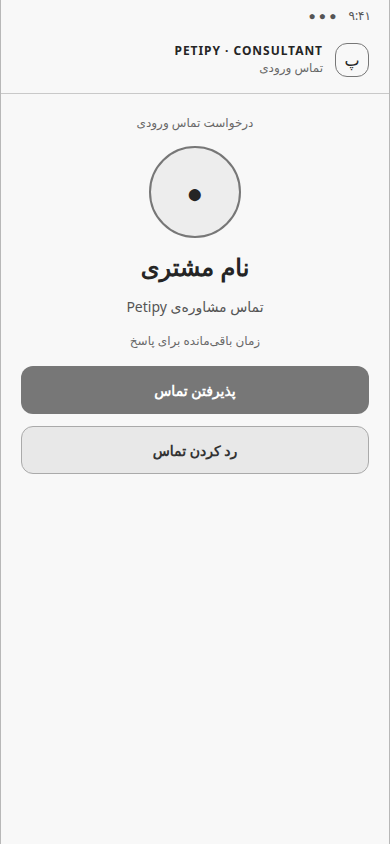 ۹:۴۱ ●●●
پ
PETIPY · CONSULTANT
تماس ورودی
درخواست تماس ورودی
نام مشتری
تماس مشاوره‌ی Petipy
زمان باقی‌مانده برای پاسخ
پذیرفتن تماس
رد کردن تماس